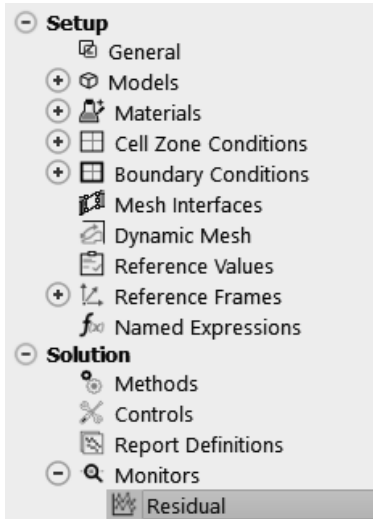 Setup
General
Models
Materials
Cell Zone Conditions
Boundary Conditions
Mesh Interfaces
Dynamic Mesh
Reference Values
Reference Frames
f(x) Named Expressions
Solution
Methods
Controls
Report Definitions
Monitors
Residual